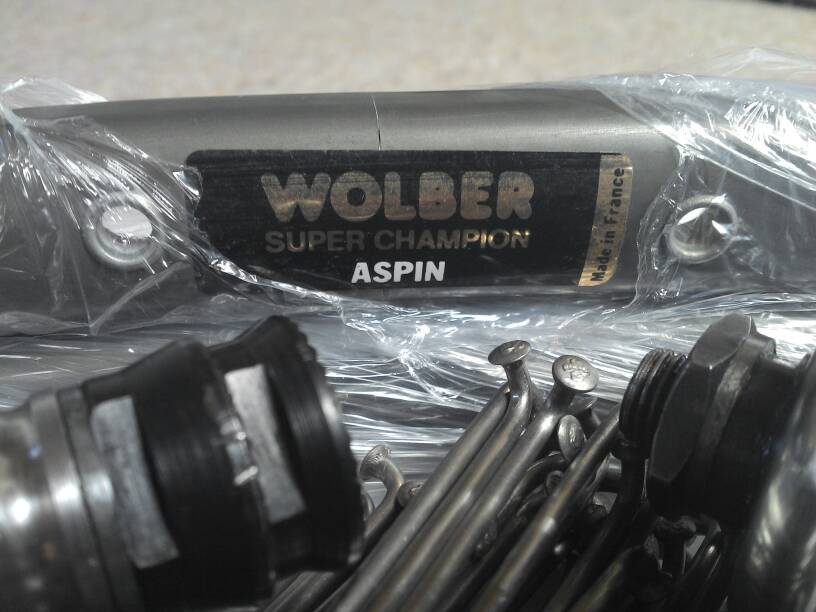 WOLBER
SUPER CHAMPION
ASPIN
Made in France